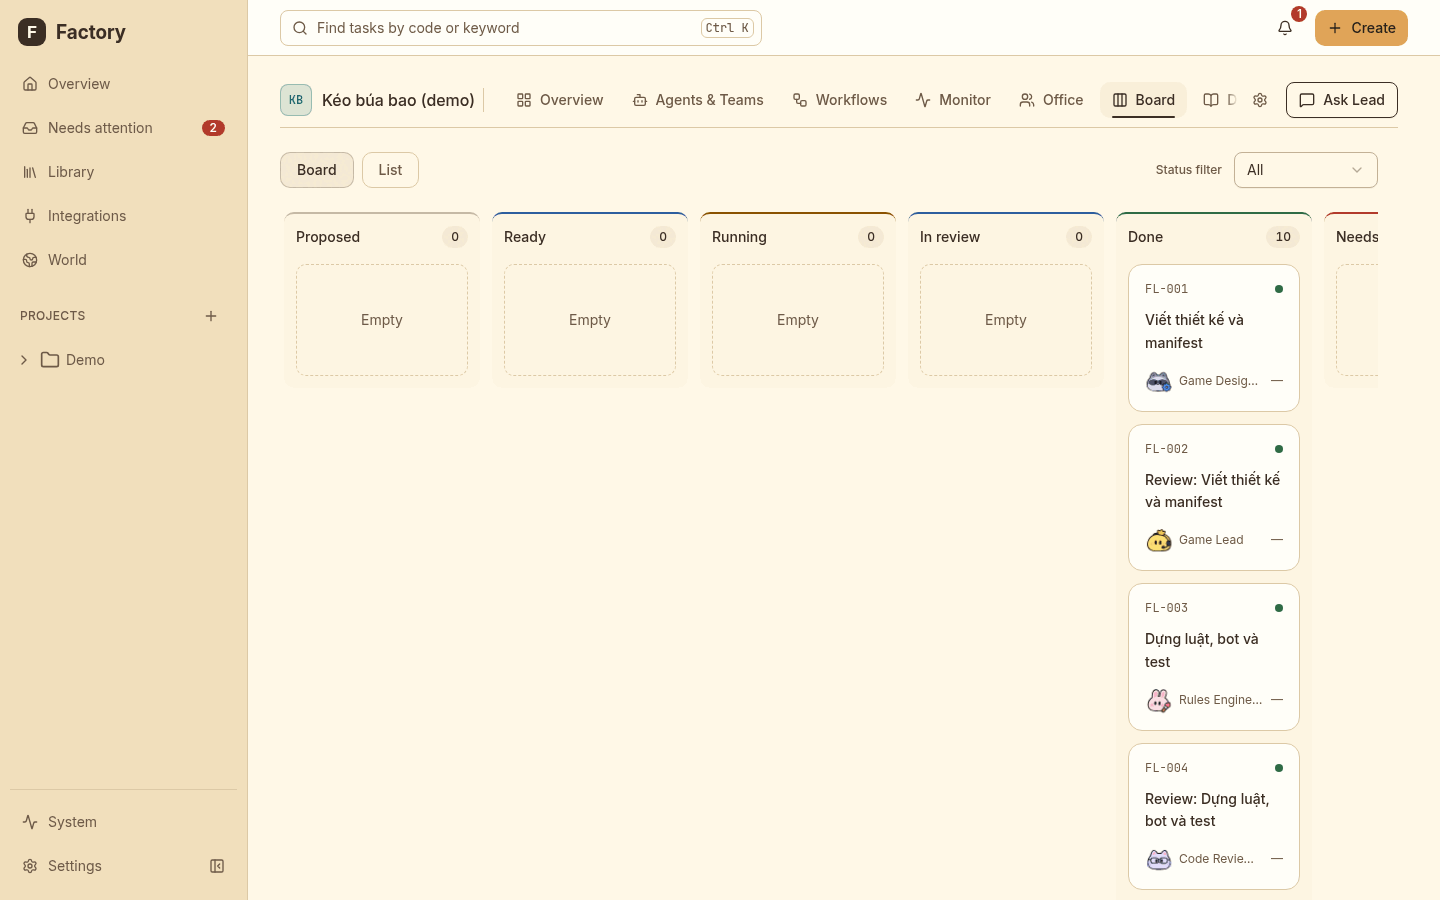 F Factory
Find tasks by code or keyword
Ctrl K
1
Create
Overview
Needs attention
2
Library
Integrations
World
PROJECTS
Demo
System
Settings
KB
Kéo búa bao (demo)
Overview
Agents & Teams
Workflows
Monitor
Office
Board
D
Ask Lead
Board
List
Status filter
All
Proposed
0
Empty
Ready
0
Empty
Running
0
Empty
In review
0
Empty
Done
10
FL-001
Viết thiết kế và
manifest
Game Desig...
—
FL-002
Review: Viết thiết kế
và manifest
Game Lead
—
FL-003
Dựng luật, bot và
test
Rules Engine...
—
FL-004
Review: Dựng luật,
bot và test
Code Revie...
—
Needs